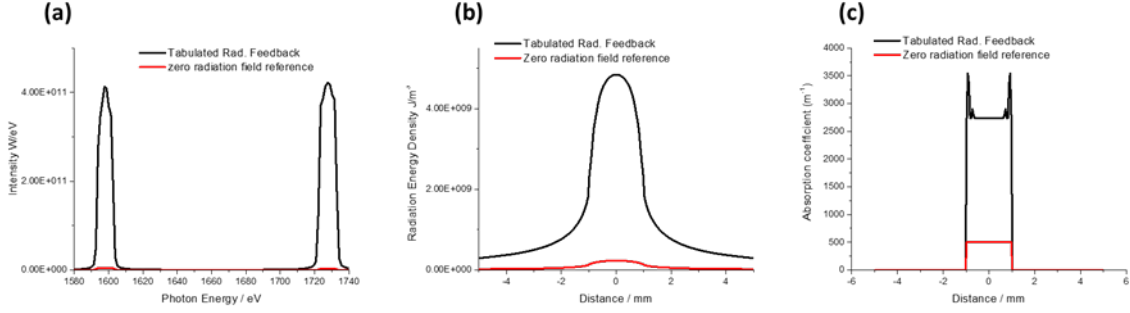 (a)
Tabulated Rad. Feedback
zero radiation field reference
4.00E+011
2.00E+011
0.00E+000
Intensity W/eV
1580 1600 1620 1640 1660 1680 1700 1720 1740
Photon Energy / eV
(b)
Tabulated Rad. Feedback
Zero radiation field reference
4.00E+009
2.00E+009
0.00E+000
Radiation Energy Density J/m³
-4 -2 0 2 4
Distance / mm
(c)
Tabulated Rad. Feedback
Zero radiation field reference
4000
3500
3000
2500
2000
1500
1000
500
0
Absorption coefficient (m⁻¹)
-6 -4 -2 0 2 4 6
Distance / mm